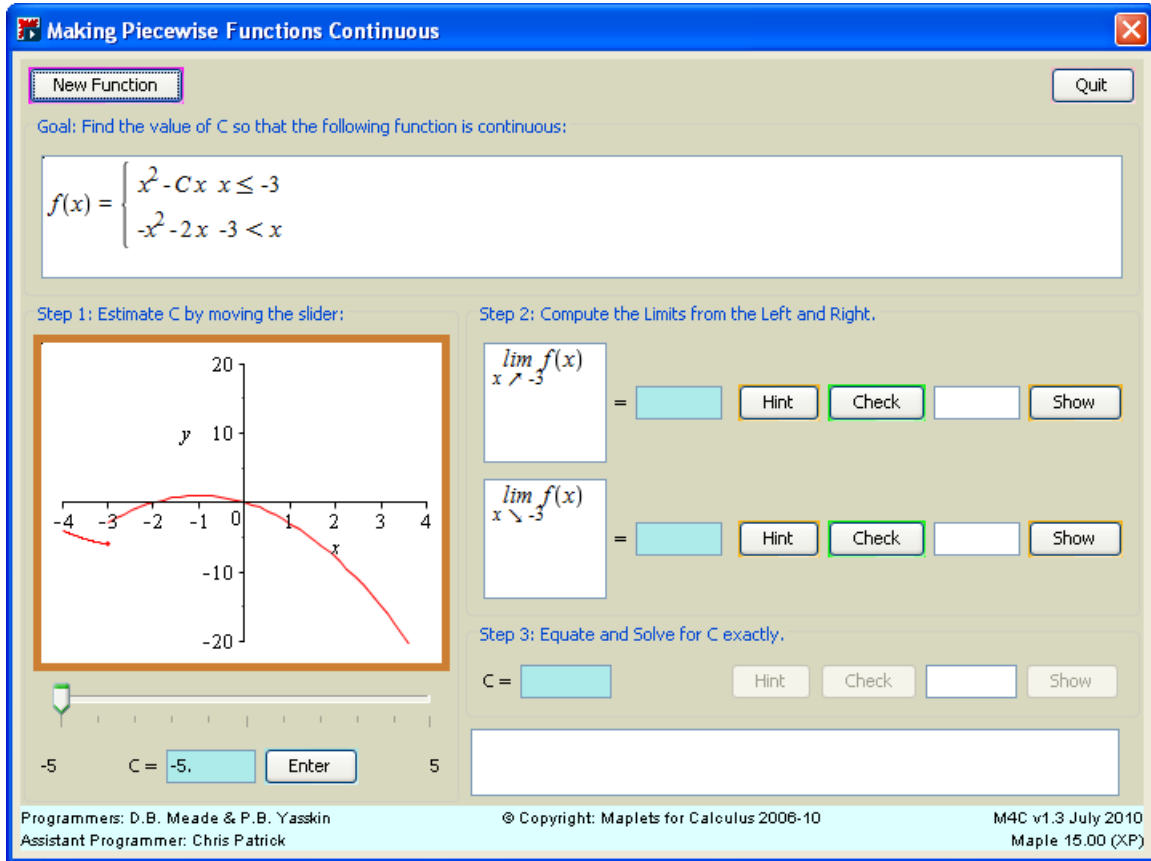 Making Piecewise Functions Continuous
New Function
Quit
Goal: Find the value of C so that the following function is continuous:
f(x) = { x² - C x  x ≤ -3
-x² - 2 x  -3 < x
Step 1: Estimate C by moving the slider:
20
y 10
-4 -3 -2 -1 0 1 2 3 4
x
-10
-20
-5 C = -5. Enter 5
Step 2: Compute the Limits from the Left and Right.
lim f(x)
x ↗ -3
= Hint Check Show
lim f(x)
x ↘ -3
= Hint Check Show
Step 3: Equate and Solve for C exactly.
C = Hint Check Show
Programmers: D.B. Meade & P.B. Yasskin © Copyright: Maplets for Calculus 2006-10 M4C v1.3 July 2010
Assistant Programmer: Chris Patrick Maple 15.00 (XP)